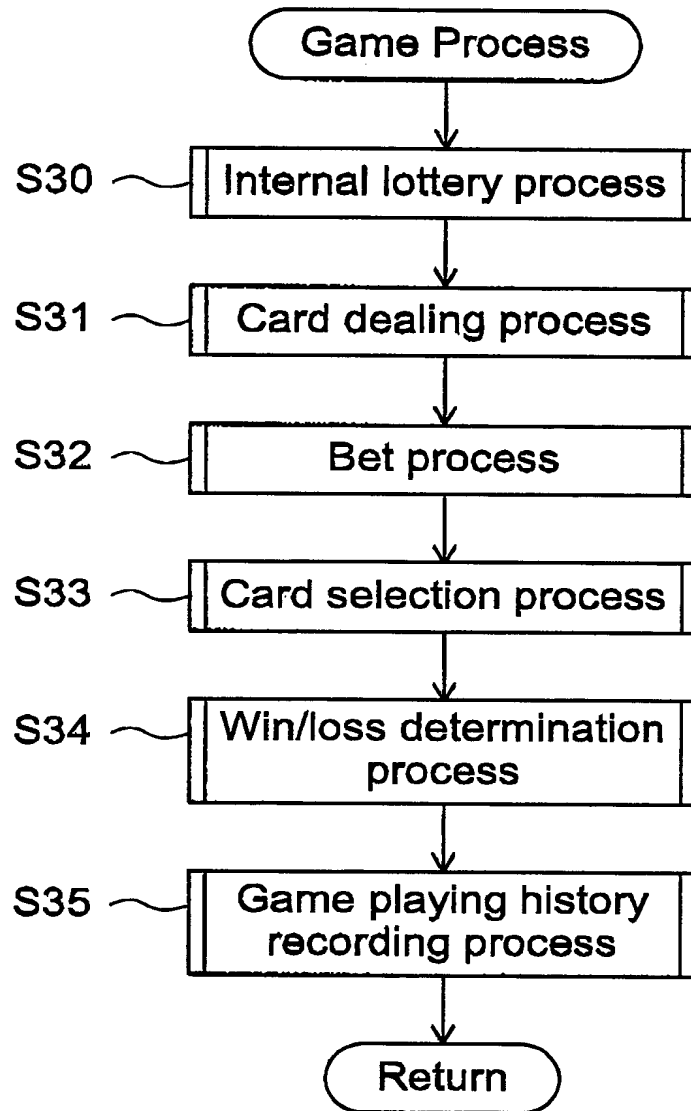 Game Process
S30
Internal lottery process
S31
Card dealing process
S32
Bet process
S33
Card selection process
S34
Win/loss determination
process
S35
Game playing history
recording process
Return